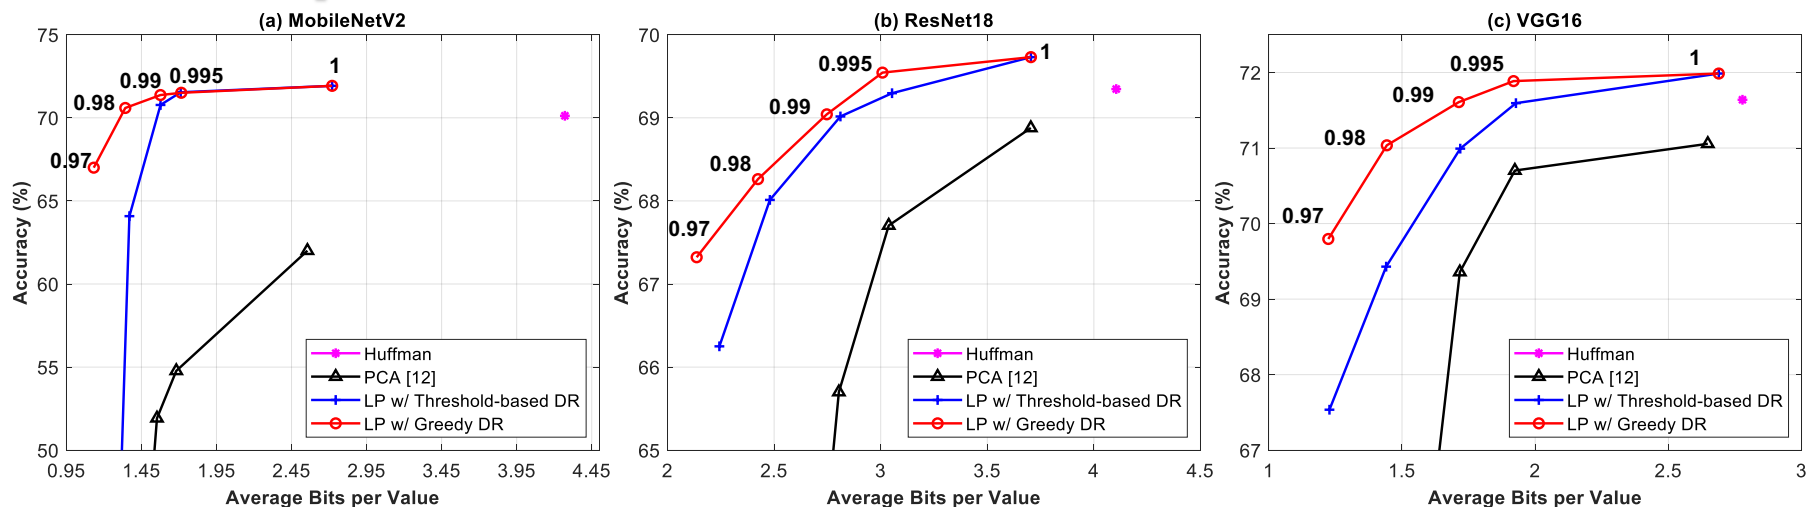 (a) MobileNetV2
75
70
65
60
55
50
0.95 1.45 1.95 2.45 2.95 3.45 3.95 4.45
Accuracy (%)
Average Bits per Value
0.97
0.98
0.99
0.995
1
Huffman
PCA [12]
LP w/ Threshold-based DR
LP w/ Greedy DR
(b) ResNet18
70
69
68
67
66
65
2 2.5 3 3.5 4 4.5
Accuracy (%)
Average Bits per Value
0.97
0.98
0.99
0.995
1
Huffman
PCA [12]
LP w/ Threshold-based DR
LP w/ Greedy DR
(c) VGG16
72
71
70
69
68
67
1 1.5 2 2.5 3
Accuracy (%)
Average Bits per Value
0.97
0.98
0.99
0.995
1
Huffman
PCA [12]
LP w/ Threshold-based DR
LP w/ Greedy DR